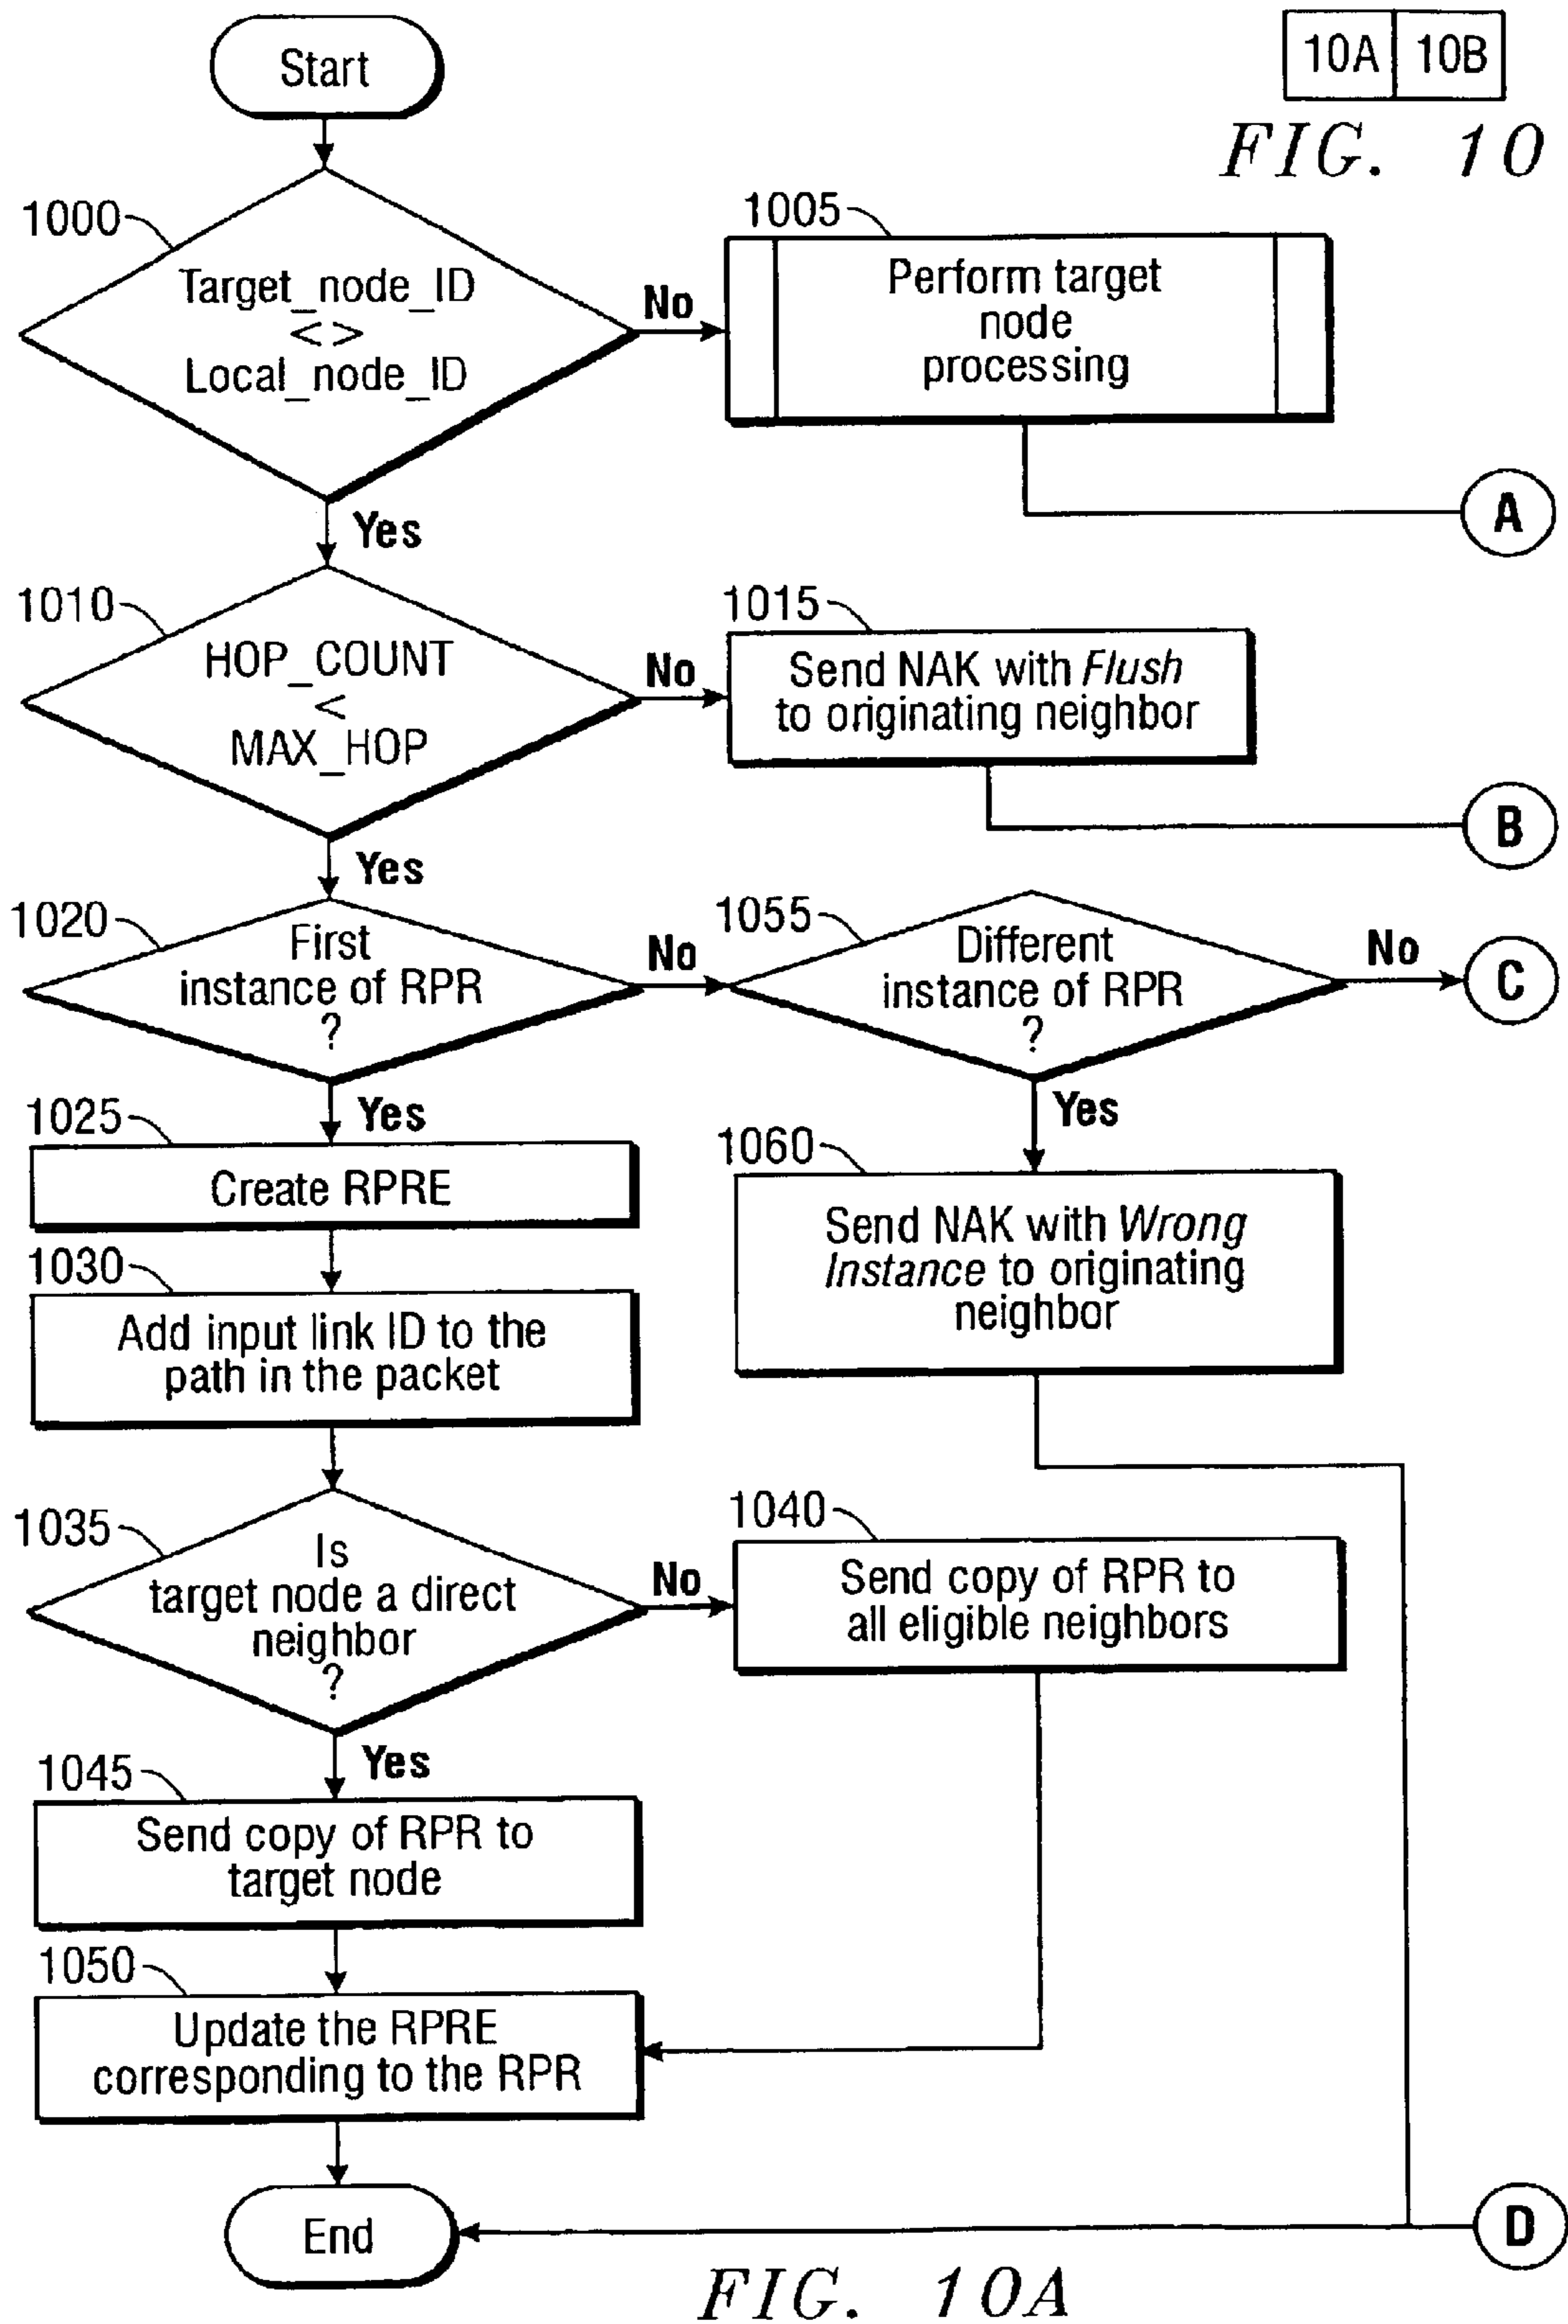 Start
10A 10B
FIG. 10
1000
Target_node_ID
<>
Local_node_ID
No
1005
Perform target
node
processing
A
Yes
1010
HOP_COUNT
<
MAX_HOP
No
1015
Send NAK with Flush
to originating neighbor
B
Yes
1020
First
instance of RPR
?
No
1055
Different
instance of RPR
?
No
C
Yes
1025
Create RPRE
Yes
1060
Send NAK with Wrong
Instance to originating
neighbor
1030
Add input link ID to the
path in the packet
1035
Is
target node a direct
neighbor
?
No
1040
Send copy of RPR to
all eligible neighbors
Yes
1045
Send copy of RPR to
target node
1050
Update the RPRE
corresponding to the RPR
End
D
FIG. 10A